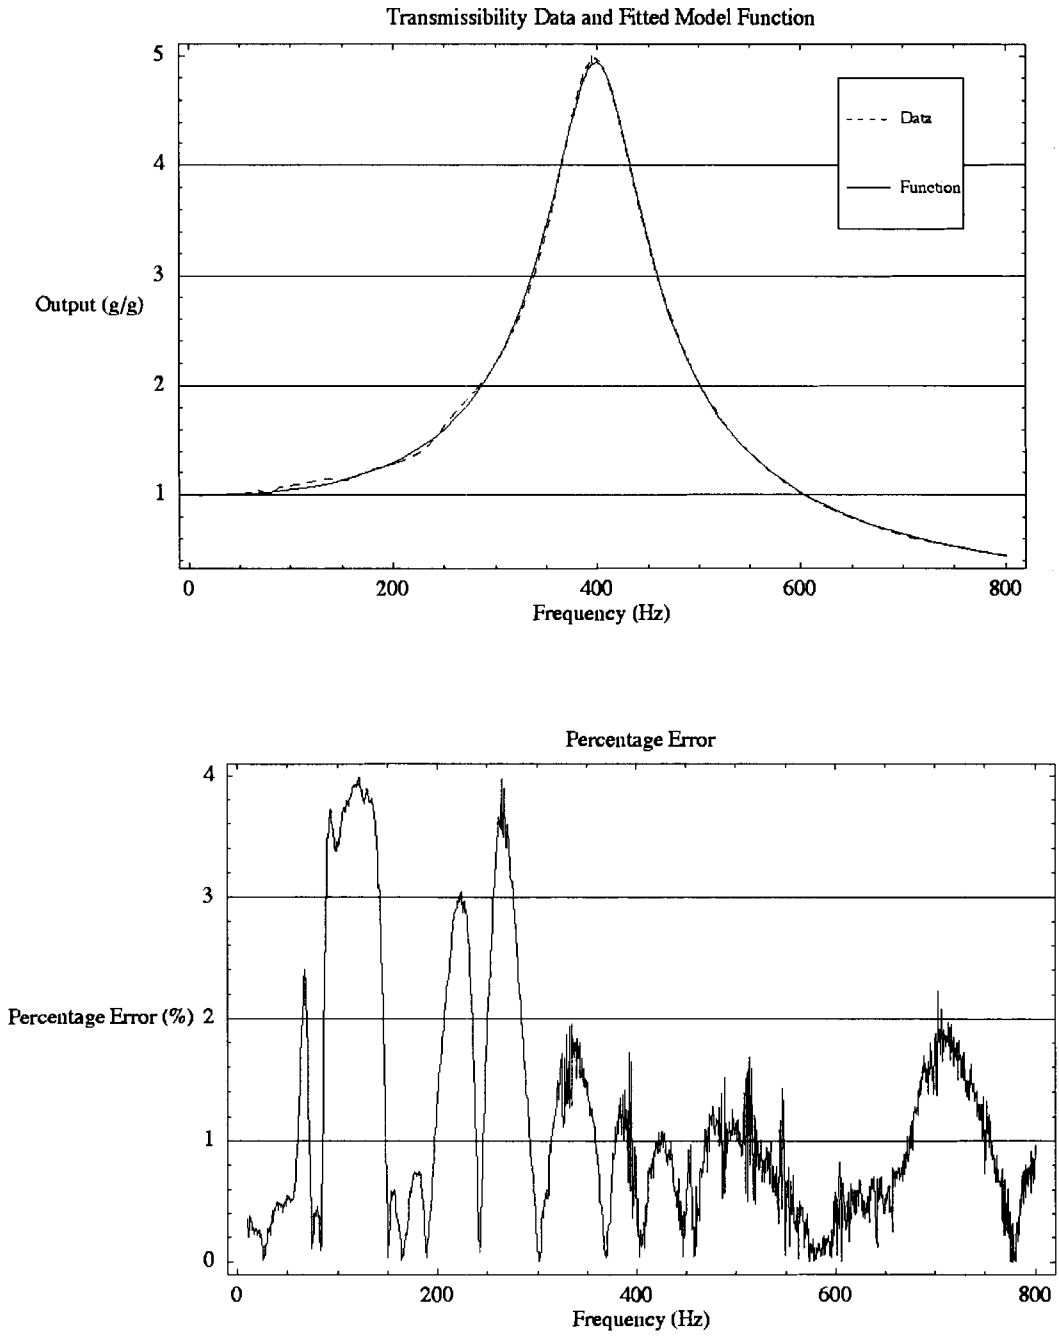 Transmissibility Data and Fitted Model Function
5
4
3
2
1
Output (g/g)
Data
Function
0 200 400 600 800
Frequency (Hz)
Percentage Error
4
3
2
1
0
Percentage Error (%)
0 200 400 600 800
Frequency (Hz)